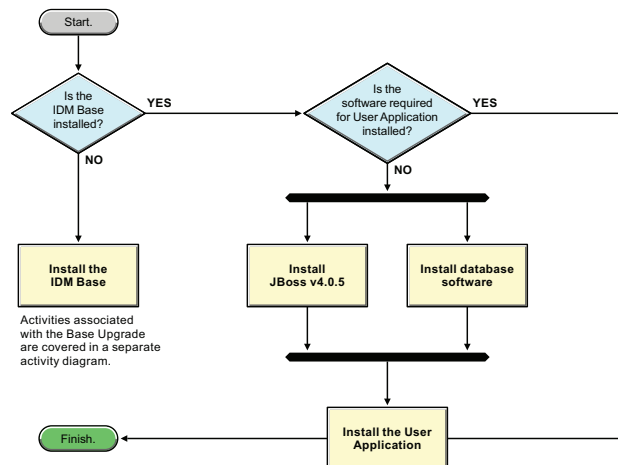 Start.
Is the
IDM Base
installed?
YES
NO
Is the
software required
for User Application
installed?
YES
NO
Install the
IDM Base
Install
JBoss v4.0.5
Install database
software
Activities associated
with the Base Upgrade
are covered in a separate
activity diagram.
Install the User
Application
Finish.